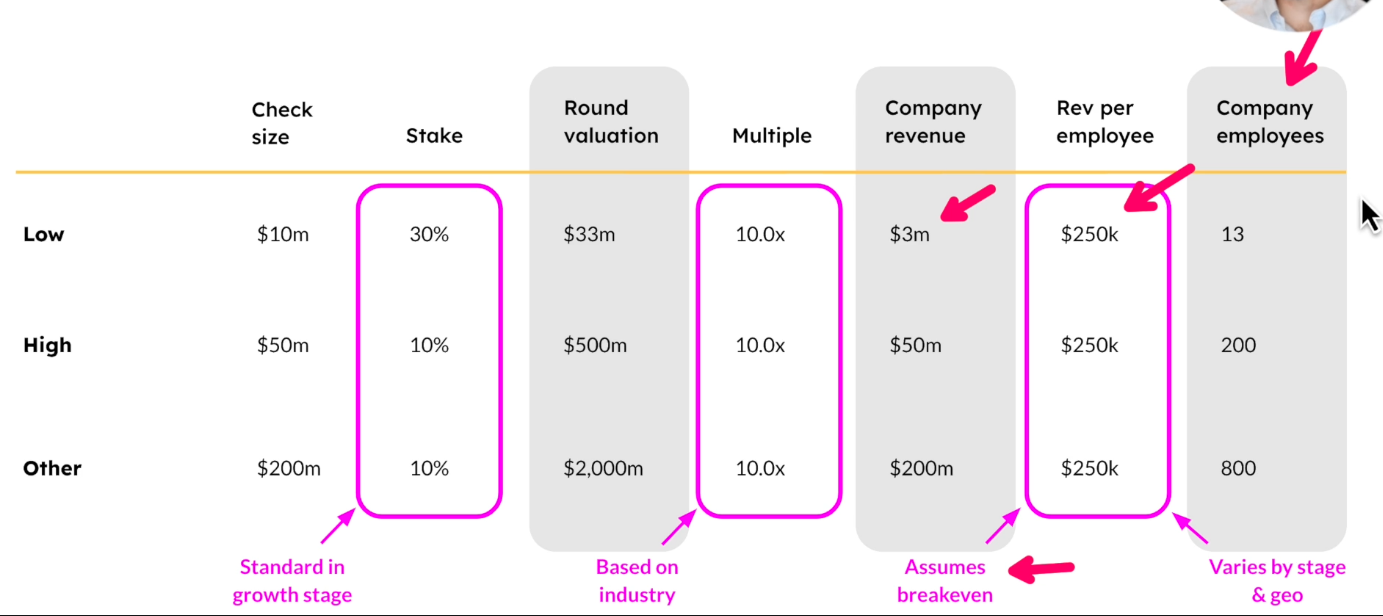 Check size
Stake
Round valuation
Multiple
Company revenue
Rev per employee
Company employees
Low $10m 30% $33m 10.0x $3m $250k 13
High $50m 10% $500m 10.0x $50m $250k 200
Other $200m 10% $2,000m 10.0x $200m $250k 800
Standard in
growth stage
Based on
industry
Assumes
breakeven
Varies by stage
& geo